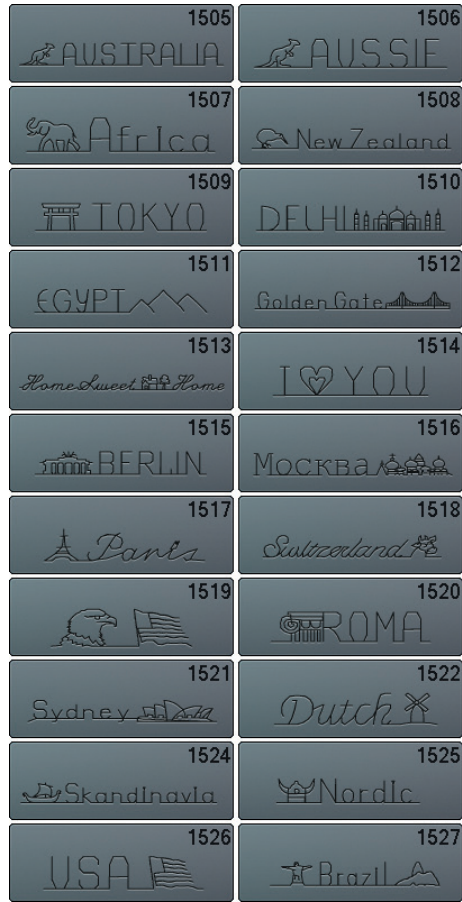 1505
AUSTRALIA
1506
AUSSIE
1507
Africa
1508
New Zealand
1509
TOKYO
1510
DELHI
1511
EGYPT
1512
Golden Gate
1513
Home Sweet Home
1514
I YOU
1515
BERLIN
1516
Москва
1517
Paris
1518
Switzerland
1519
1520
ROMA
1521
Sydney
1522
Dutch
1524
Skandinavia
1525
Nordic
1526
USA
1527
Brazil